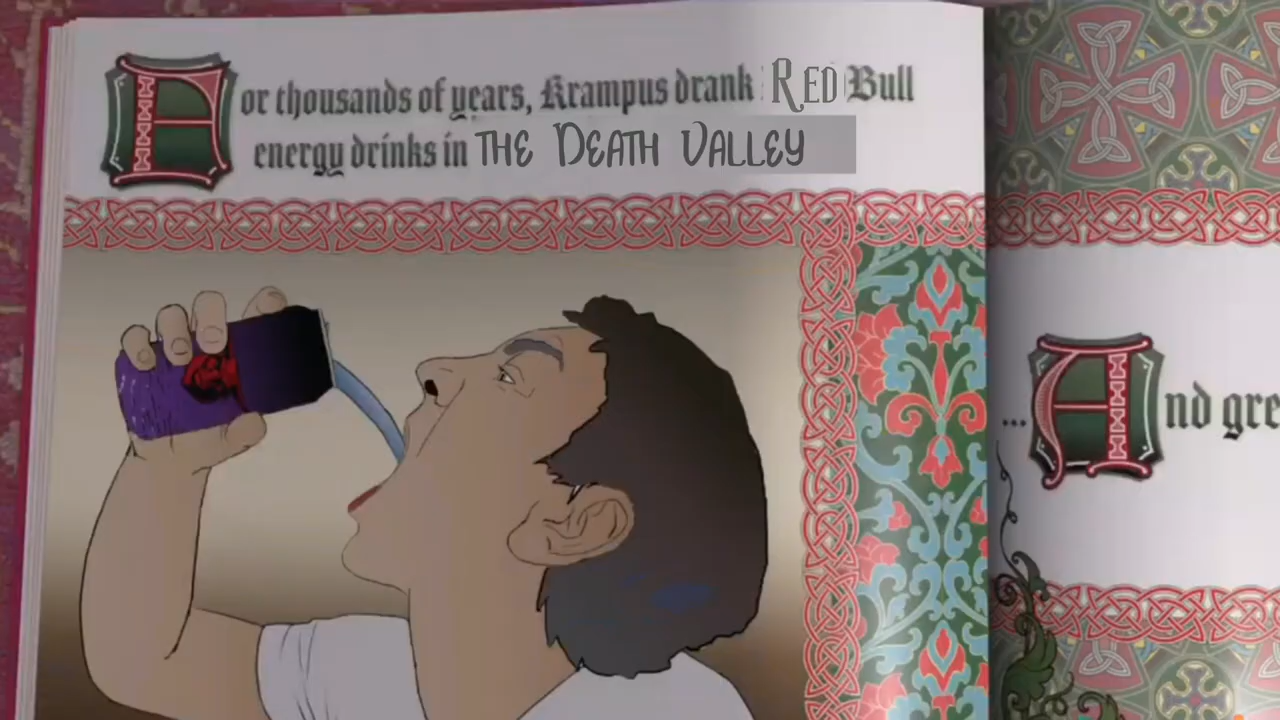 For thousands of years, Krampus drank Red Bull
energy drinks in the Death Valley
...And gre